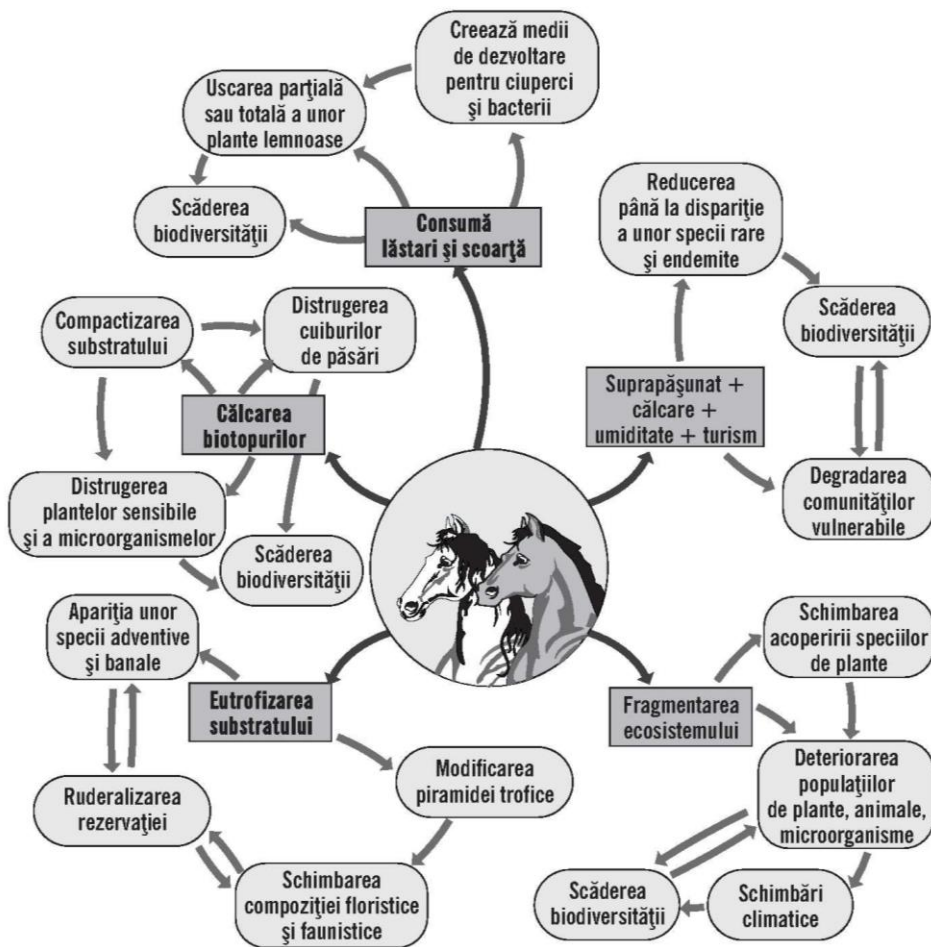 Creează medii
de dezvoltare
pentru ciuperci
şi bacterii
Uscarea parţială
sau totală a unor
plante lemnoase
Scăderea
biodiversităţii
Consumă
lăstari şi scoarţă
Reducerea
până la dispariţie
a unor specii rare
şi endemite
Scăderea
biodiversităţii
Suprapăşunat +
călcare +
umiditate + turism
Degradarea
comunităţilor
vulnerabile
Compactizarea
substratului
Distrugerea
cuiburilor
de păsări
Călcarea
biotopurilor
Distrugerea
plantelor sensibile
şi a microorganismelor
Scăderea
biodiversităţii
Apariţia unor
specii adventive
şi banale
Eutrofizarea
substratului
Modificarea
piramidei trofice
Ruderalizarea
rezervaţiei
Schimbarea
compoziţiei floristice
şi faunistice
Schimbarea
acoperirii speciilor
de plante
Fragmentarea
ecosistemului
Deteriorarea
populaţiilor
de plante, animale,
microorganisme
Scăderea
biodiversităţii
Schimbări
climatice